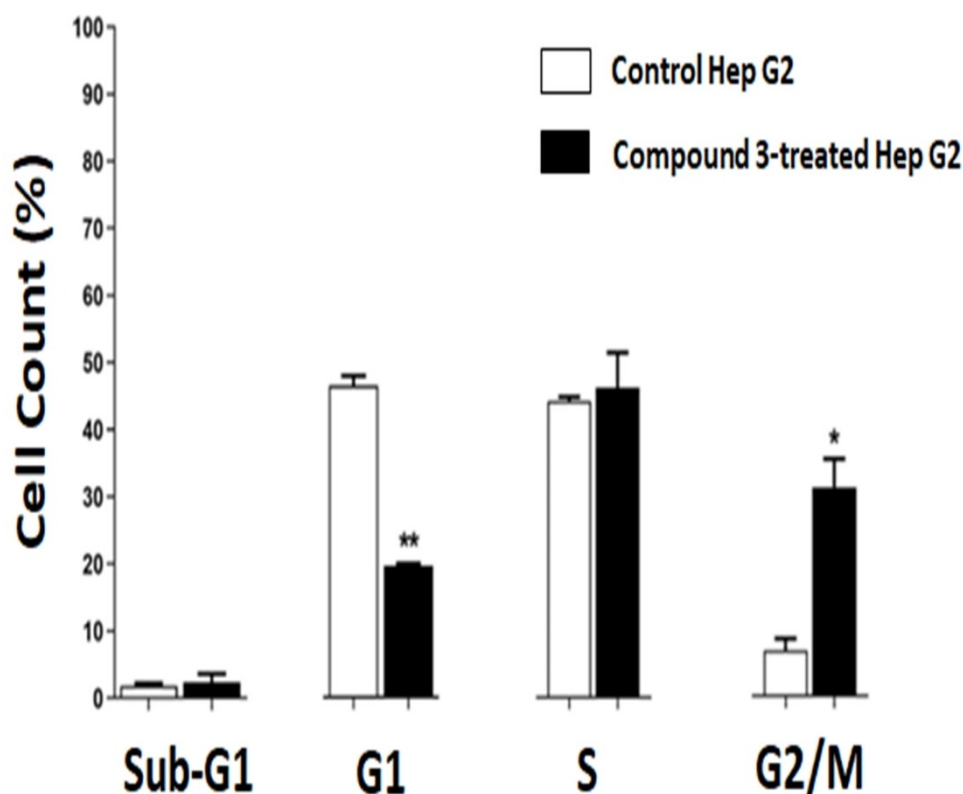 Cell Count (%)
100
90
80
70
60
50
40
30
20
10
0
Control Hep G2
Compound 3-treated Hep G2
**
*
Sub-G1
G1
S
G2/M